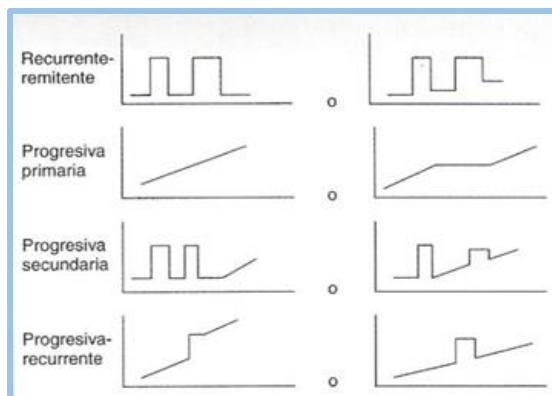 Recurrente-
remitente
o
Progresiva
primaria
o
Progresiva
secundaria
o
Progresiva-
recurrente
o